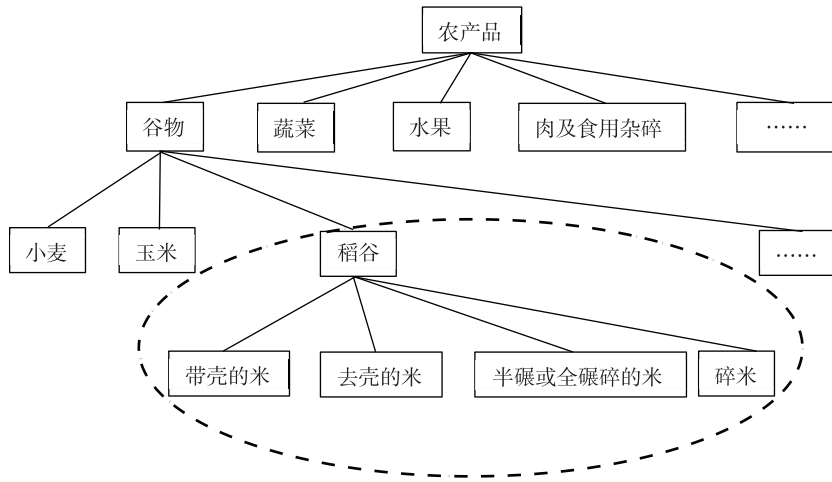 农产品
谷物
蔬菜
水果
肉及食用杂碎
……
小麦
玉米
稻谷
……
带壳的米
去壳的米
半碾或全碾碎的米
碎米